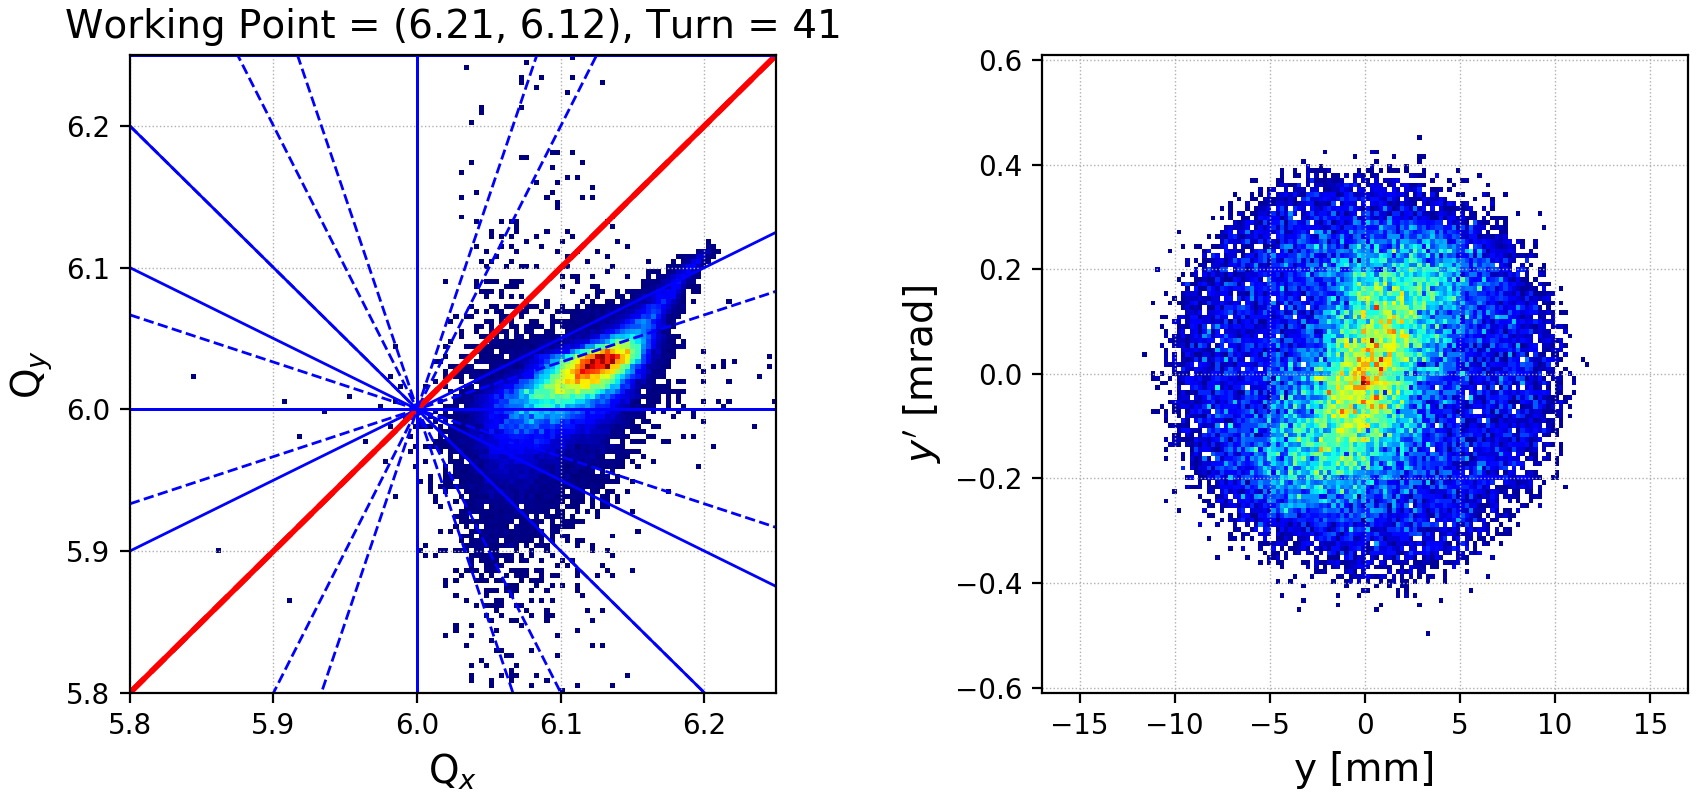 Working Point = (6.21, 6.12), Turn = 41
6.2
6.1
6.0
5.9
5.8
Qy
5.8 5.9 6.0 6.1 6.2
Qx
0.6
0.4
0.2
0.0
−0.2
−0.4
−0.6
y′ [mrad]
−15 −10 −5 0 5 10 15
y [mm]